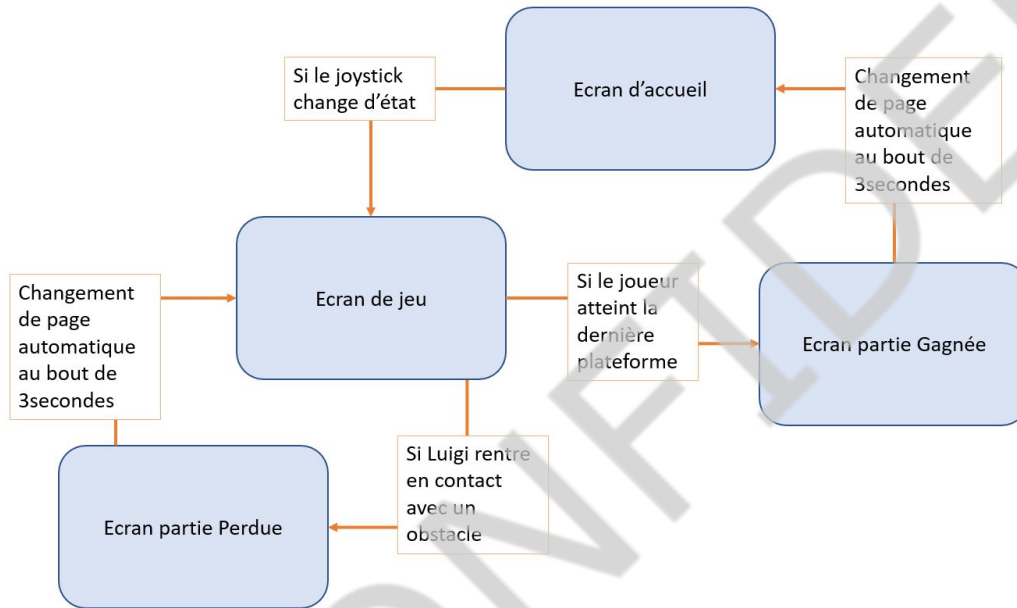 Ecran d'accueil
Si le joystick
change d'état
Changement
de page
automatique
au bout de
3secondes
Ecran de jeu
Si le joueur
atteint la
dernière
plateforme
Ecran partie Gagnée
Changement
de page
automatique
au bout de
3secondes
Si Luigi rentre
en contact
avec un
obstacle
Ecran partie Perdue
ONFIDE